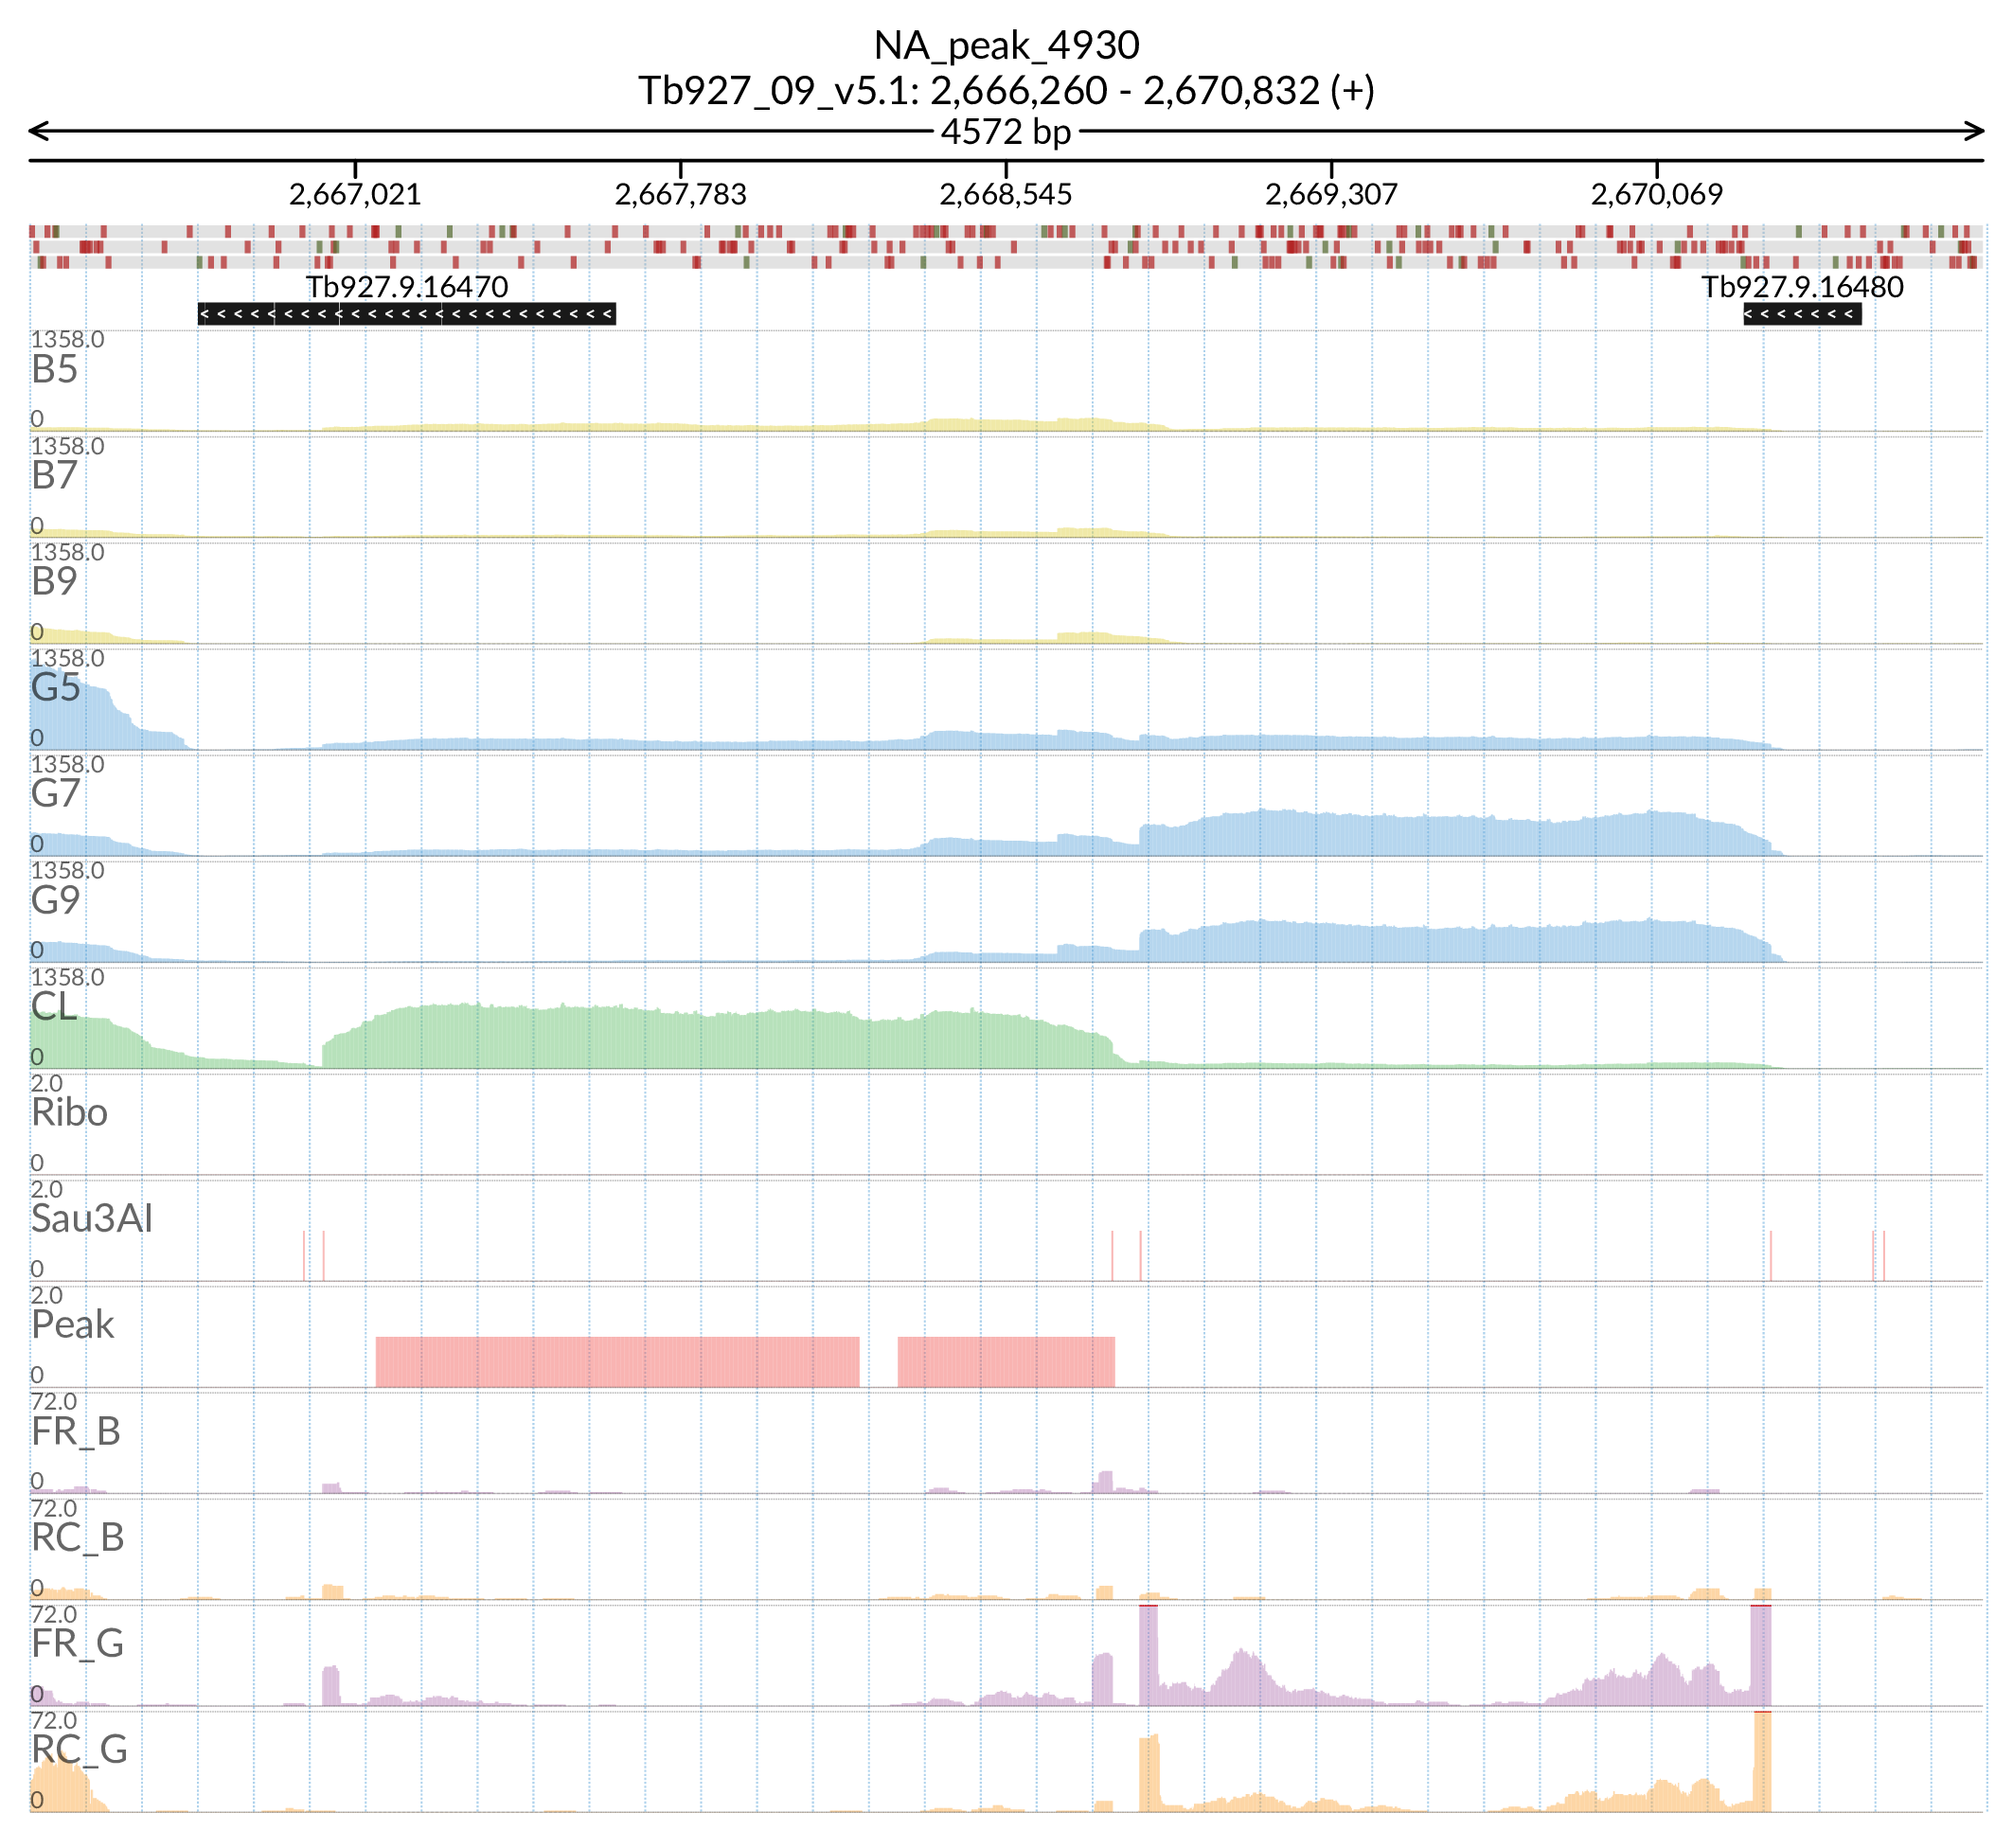 NA_peak_4930
Tb927_09_v5.1: 2,666,260 - 2,670,832 (+)
4572 bp
2,667,021 2,667,783 2,668,545 2,669,307 2,670,069
Tb927.9.16470 Tb927.9.16480
1358.0
B5
0
1358.0
B7
0
1358.0
B9
0
1358.0
G5
0
1358.0
G7
0
1358.0
G9
0
1358.0
CL
0
2.0
Ribo
0
2.0
Sau3AI
0
2.0
Peak
0
72.0
FR_B
0
72.0
RC_B
0
72.0
FR_G
0
72.0
RC_G
0